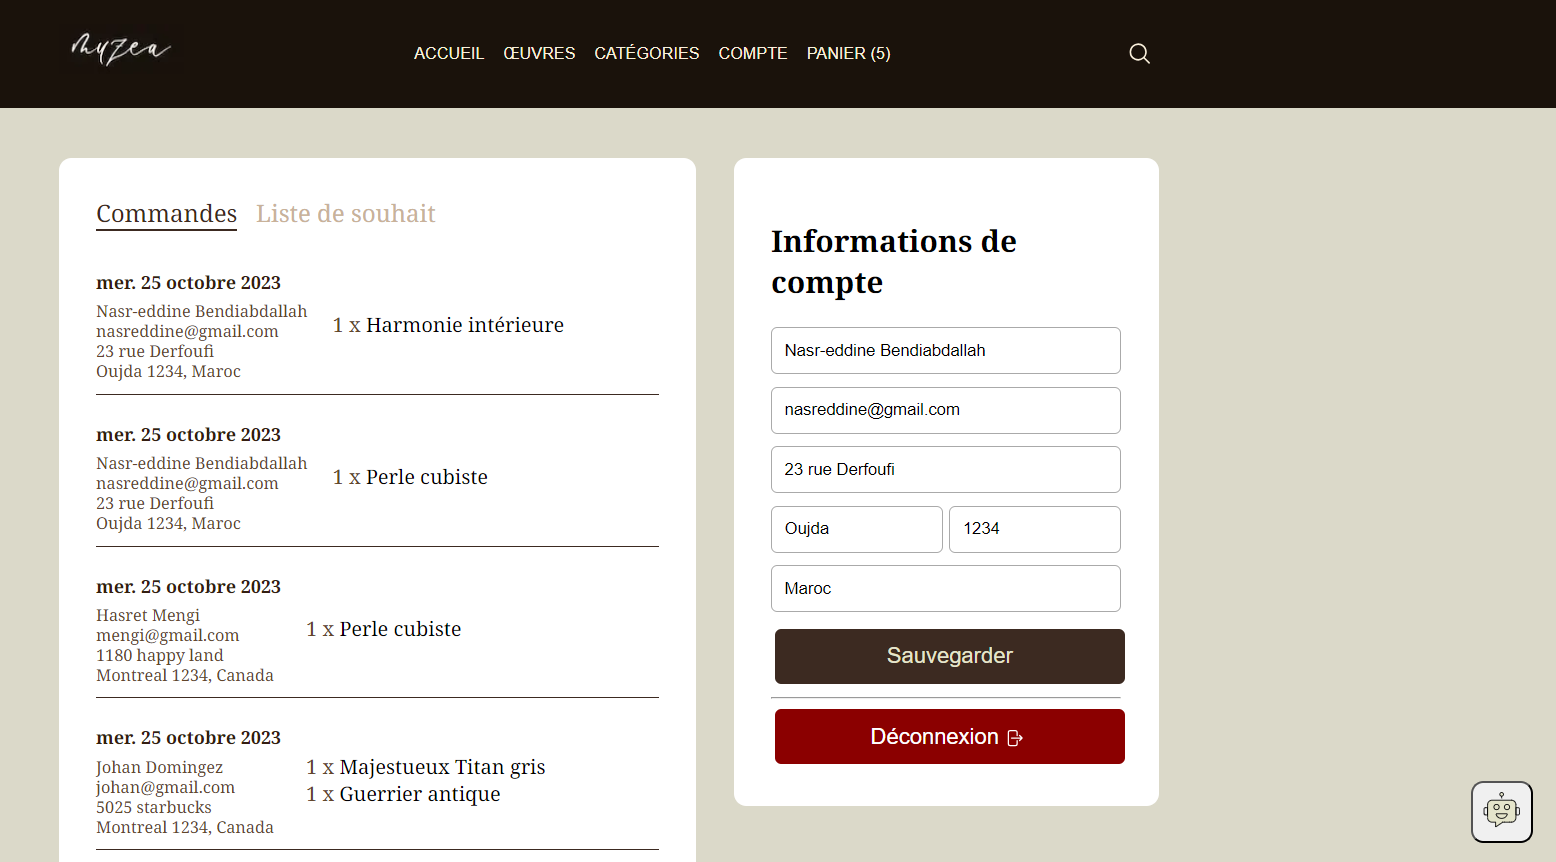 myzea
ACCUEIL ŒUVRES CATÉGORIES COMPTE PANIER (5)
Commandes Liste de souhait
mer. 25 octobre 2023
Nasr-eddine Bendiabdallah
nasreddine@gmail.com
23 rue Derfoufi
Oujda 1234, Maroc
1 x Harmonie intérieure
mer. 25 octobre 2023
Nasr-eddine Bendiabdallah
nasreddine@gmail.com
23 rue Derfoufi
Oujda 1234, Maroc
1 x Perle cubiste
mer. 25 octobre 2023
Hasret Mengi
mengi@gmail.com
1180 happy land
Montreal 1234, Canada
1 x Perle cubiste
mer. 25 octobre 2023
Johan Domingez
johan@gmail.com
5025 starbucks
Montreal 1234, Canada
1 x Majestueux Titan gris
1 x Guerrier antique
Informations de
compte
Nasr-eddine Bendiabdallah
nasreddine@gmail.com
23 rue Derfoufi
Oujda 1234
Maroc
Sauvegarder
Déconnexion